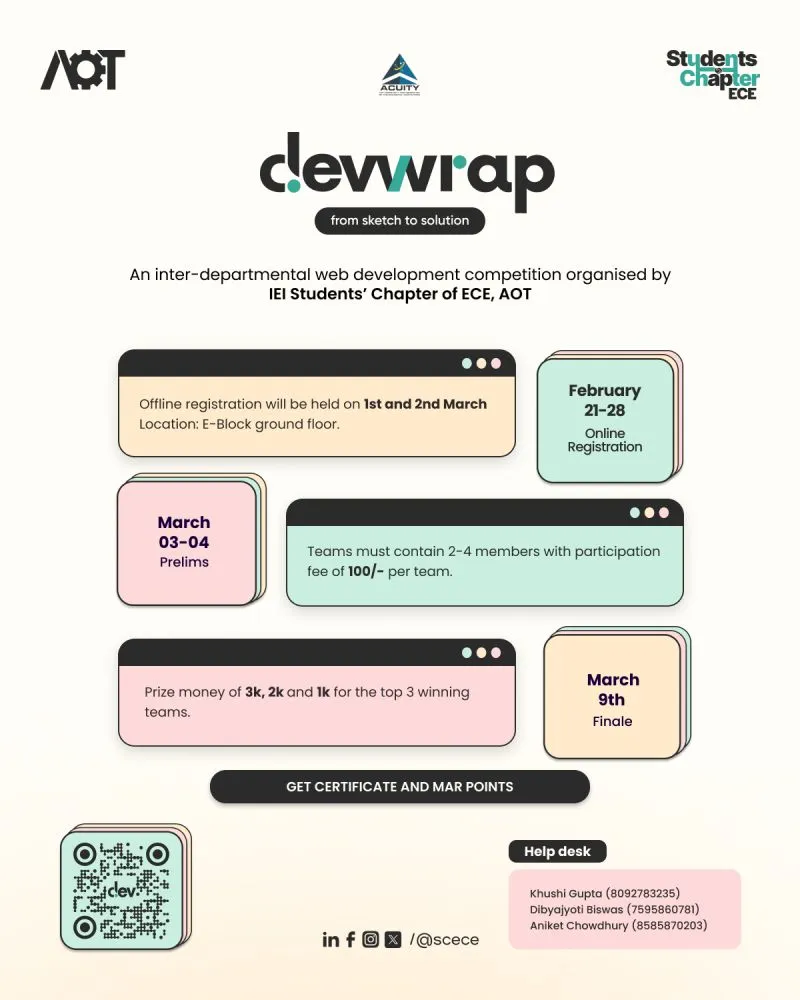 AOT
ACUITY
Students
Chapter
ECE
devwrap
from sketch to solution
An inter-departmental web development competition organised by
IEI Students’ Chapter of ECE, AOT
Offline registration will be held on 1st and 2nd March
Location: E-Block ground floor.
February
21-28
Online
Registration
March
03-04
Prelims
Teams must contain 2-4 members with participation
fee of 100/- per team.
Prize money of 3k, 2k and 1k for the top 3 winning
teams.
March
9th
Finale
GET CERTIFICATE AND MAR POINTS
dev
Help desk
Khushi Gupta (8092783235)
Dibyajyoti Biswas (7595860781)
Aniket Chowdhury (8585870203)
/@scece